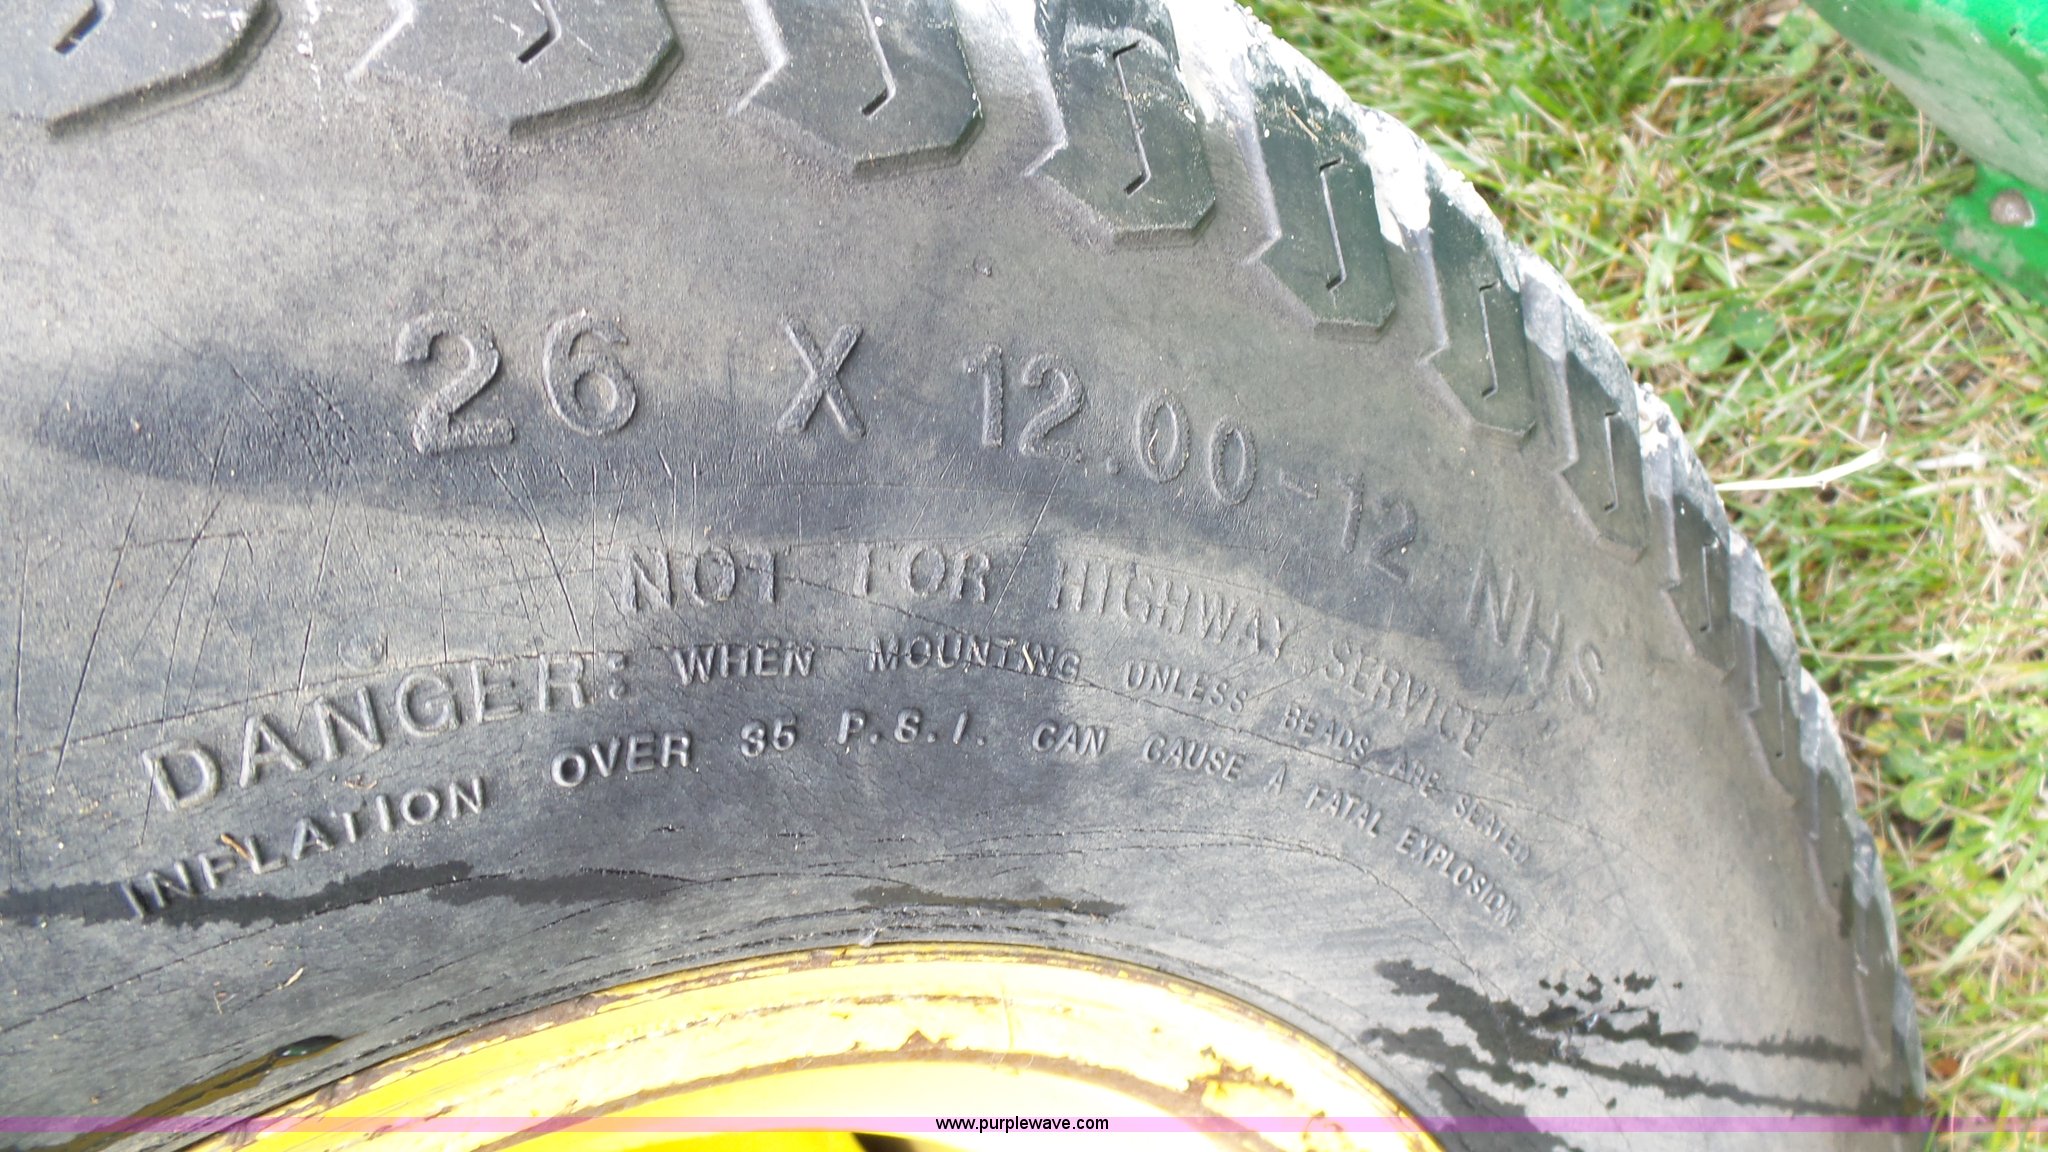 26 X 12.00-12 NHS
NOT FOR HIGHWAY SERVICE
DANGER: WHEN MOUNTING UNLESS BEADS ARE SEATED
INFLATION OVER 35 P.S.I. CAN CAUSE A FATAL EXPLOSION
www.purplewave.com